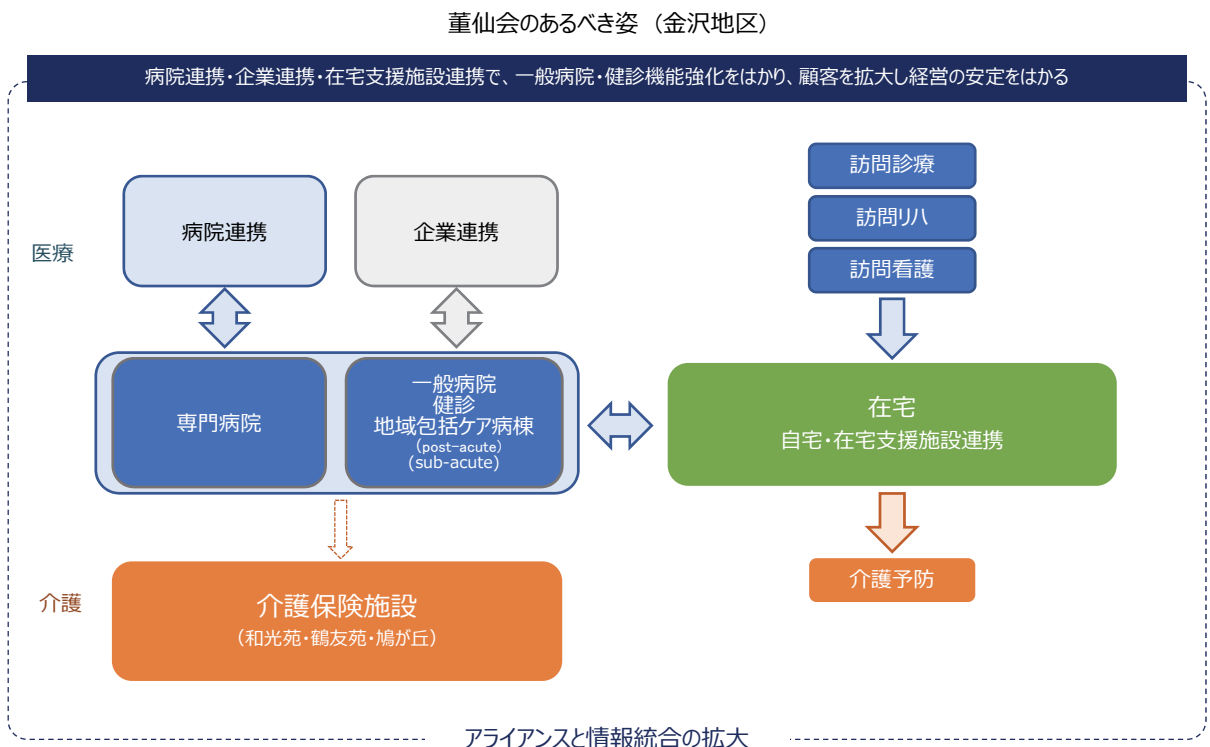 董仙会のあるべき姿（金沢地区）
病院連携・企業連携・在宅支援施設連携で、一般病院・健診機能強化をはかり、顧客を拡大し経営の安定をはかる
訪問診療
訪問リハ
訪問看護
病院連携
企業連携
医療
専門病院
一般病院
健診
地域包括ケア病棟
(post-acute)
(sub-acute)
在宅
自宅・在宅支援施設連携
介護予防
介護
介護保険施設
（和光苑・鶴友苑・鳩が丘）
アライアンスと情報統合の拡大